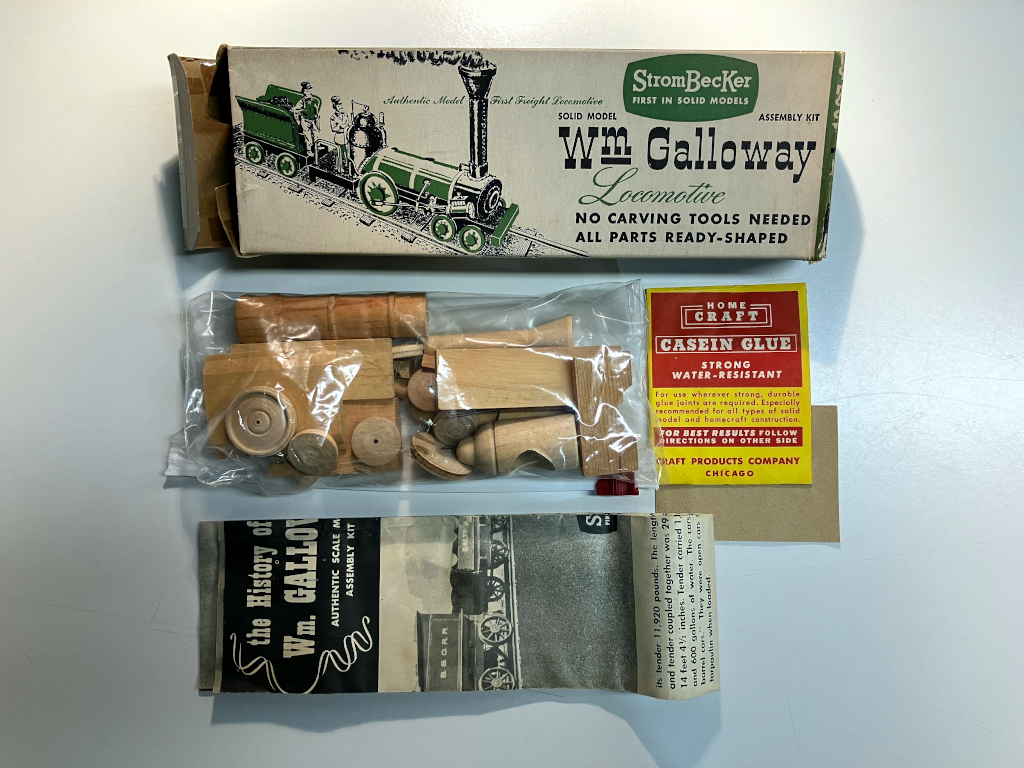 StromBecKer
FIRST IN SOLID MODELS
Authentic Model First Freight Locomotive
SOLID MODEL
ASSEMBLY KIT
Wm Galloway
Locomotive
NO CARVING TOOLS NEEDED
ALL PARTS READY-SHAPED
HOME
CRAFT
CASEIN GLUE
STRONG
WATER-RESISTANT
For use wherever strong, durable
glue joints are required. Especially
recommended for all types of solid
model and homecraft construction.
FOR BEST RESULTS FOLLOW
DIRECTIONS ON OTHER SIDE
CRAFT PRODUCTS COMPANY
CHICAGO
the History of
Wm. GALLOW
AUTHENTIC SCALE M
ASSEMBLY KIT
B.& O.R.R.
its tender 11,920 pounds. The length
and tender coupled together was 29
14 feet 4½ inches. Tender carried 1,
and 600 gallons of water. The cars
barrel cars. They were open cars
tarpaulin when loaded.